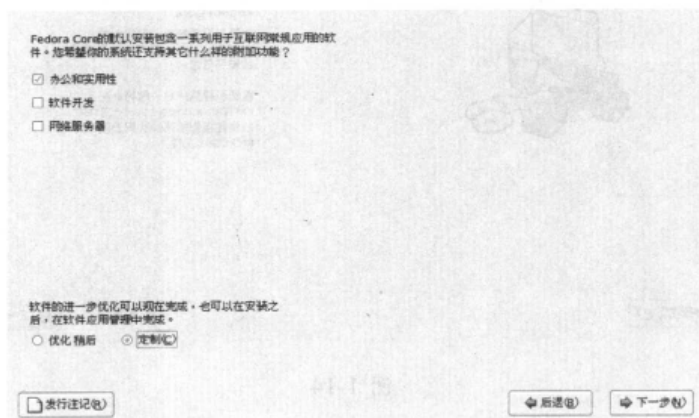 Fedora Core的默认安装包含一系列用于互联网常规应用的软
件。您希望你的系统还支持其它什么样的附加功能？
办公和实用性
软件开发
网络服务器
软件的进一步优化可以现在完成，也可以在安装之
后，在软件应用管理中完成。
优化 稍后 定制(C)
发行注记(R) 后退(B) 下一步(N)